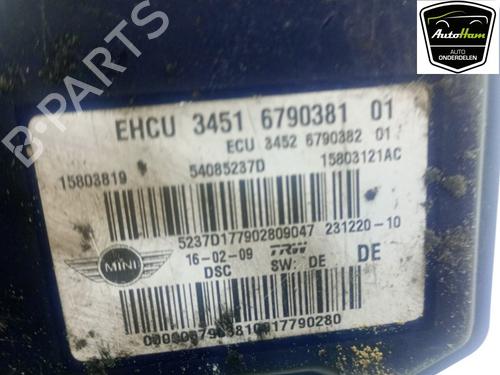 AutoHam
AUTO
ONDERDELEN
EHCU 3451 6790381 01
ECU 3452 6790382 01
15803819 54085237D 15803121AC
5237D177902809047 231220-10
MINI
16-02-09 TRW DE
DSC SW: DE